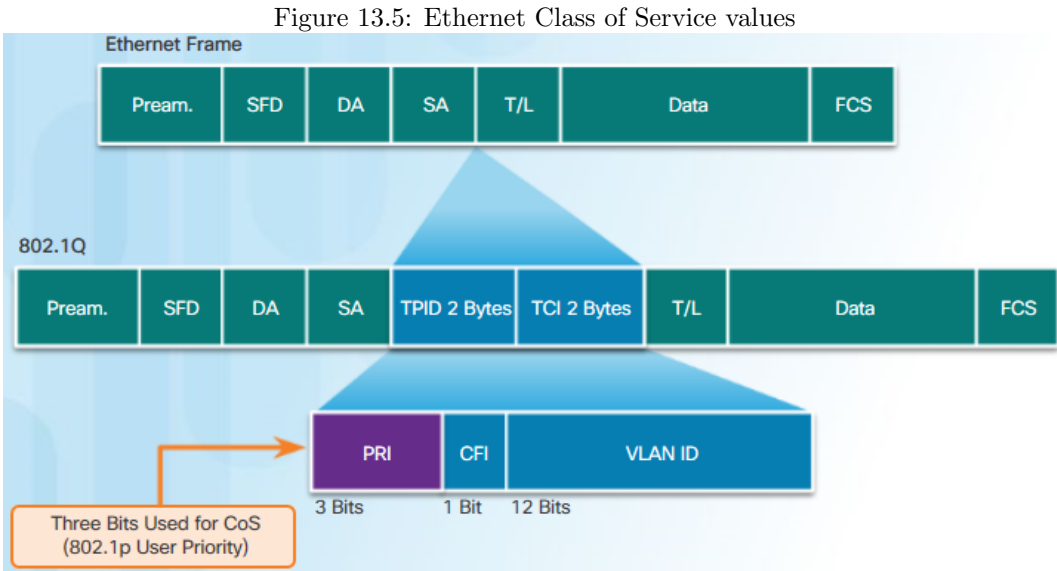 Figure 13.5: Ethernet Class of Service values
Ethernet Frame
Pream. SFD DA SA T/L Data FCS
802.1Q
Pream. SFD DA SA TPID 2 Bytes TCI 2 Bytes T/L Data FCS
PRI CFI VLAN ID
3 Bits 1 Bit 12 Bits
Three Bits Used for CoS
(802.1p User Priority)